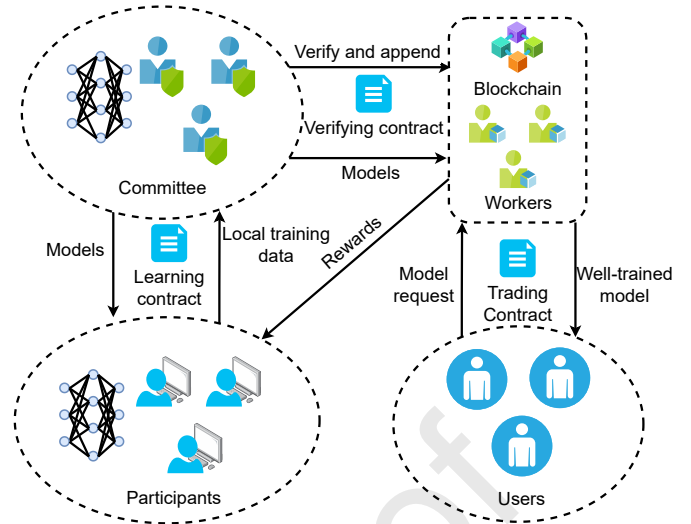 Verify and append
Blockchain
Verifying contract
Committee
Models
Workers
Models
Learning
contract
Local training
data
Rewards
Model
request
Trading
Contract
Well-trained
model
Participants
Users
of